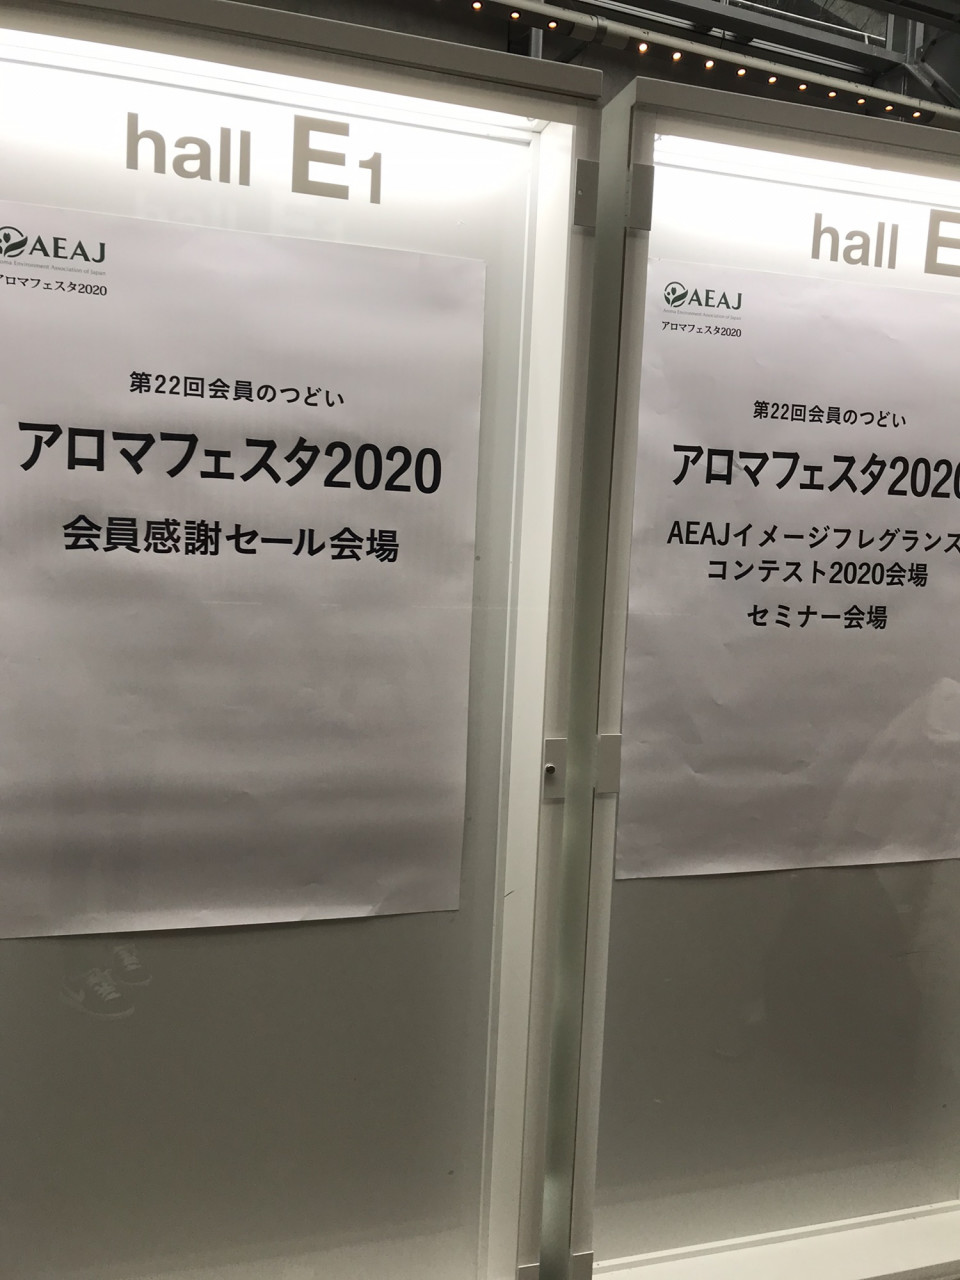 hall E1
AEAJ
アロマフェスタ2020
第22回会員のつどい
アロマフェスタ2020
会員感謝セール会場
hall E
AEAJ
Aroma Environment Association of Japan
アロマフェスタ2020
第22回会員のつどい
アロマフェスタ2020
AEAJイメージフレグランス
コンテスト2020会場
セミナー会場